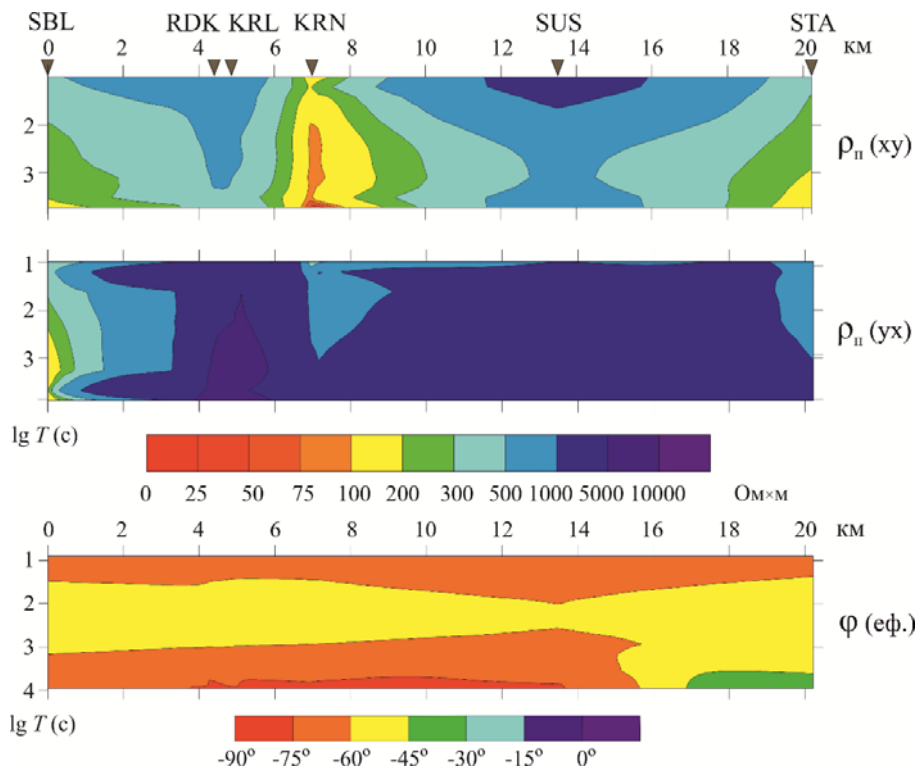 SBL RDK KRL KRN SUS STA
0 2 4 6 8 10 12 14 16 18 20 км
2
3
ρп (xy)
1
2
3
ρп (yx)
lg T (с)
0 25 50 75 100 200 300 500 1000 5000 10000 Ом×м
0 2 4 6 8 10 12 14 16 18 20 км
1
2
3
4
φ (еф.)
lg T (с)
-90° -75° -60° -45° -30° -15° 0°